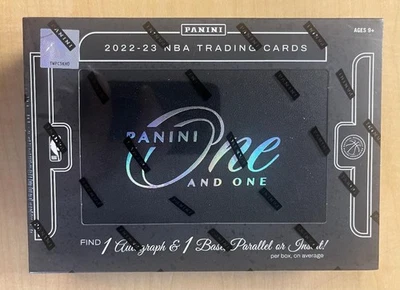 PANINI
2022-23 NBA TRADING CARDS
AGES 9+
PANINI
One
AND ONE
FIND 1 Autograph & 1 Base, Parallel or Insert!
per box, on average